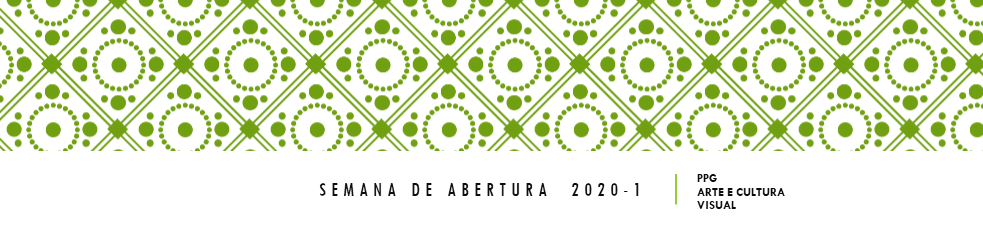 SEMANA DE ABERTURA 2020-1
PPG
ARTE E CULTURA
VISUAL